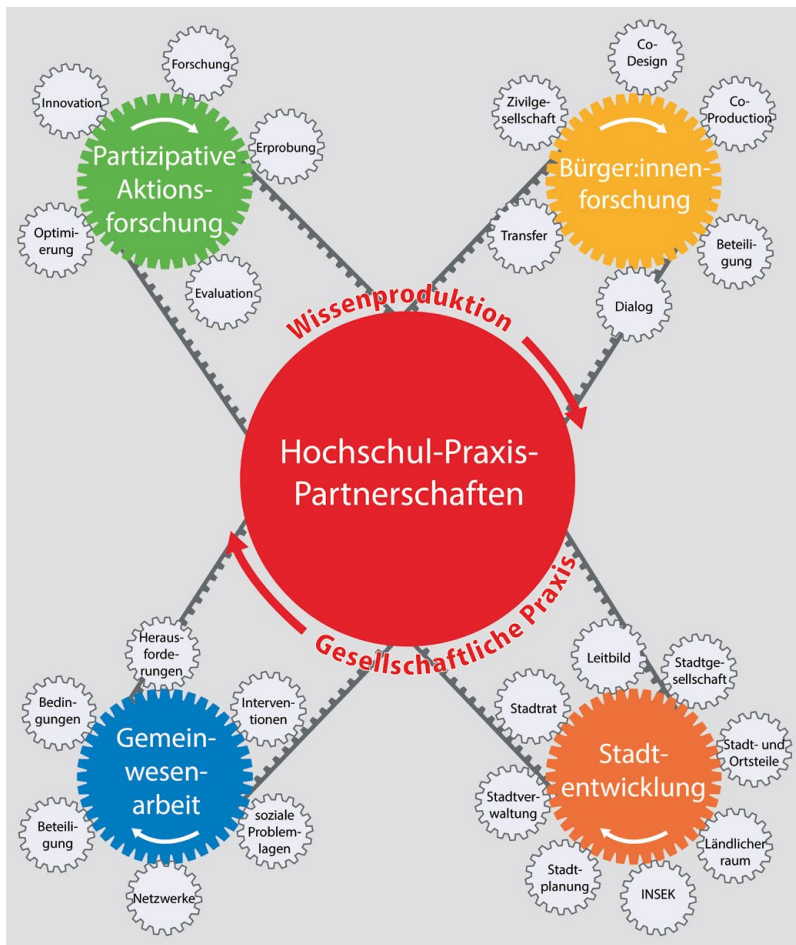 Forschung
Innovation
Erprobung
Partizipative
Aktions-
forschung
Optimi-
erung
Evaluation
Co-
Design
Co-
Production
Zivilge-
sellschaft
Bürger:innen-
forschung
Transfer
Beteili-
gung
Dialog
Wissenproduktion
Hochschul-Praxis-
Partnerschaften
Gesellschaftliche Praxis
Heraus-
forde-
rungen
Bedin-
gungen
Interven-
tionen
Gemein-
wesen-
arbeit
Beteili-
gung
soziale
Problem-
lagen
Netzwerke
Leitbild
Stadtge-
sellschaft
Stadtrat
Stadt- und
Ortsteile
Stadt-
entwicklung
Stadtver-
waltung
Ländlicher
raum
Stadt-
planung
INSEK